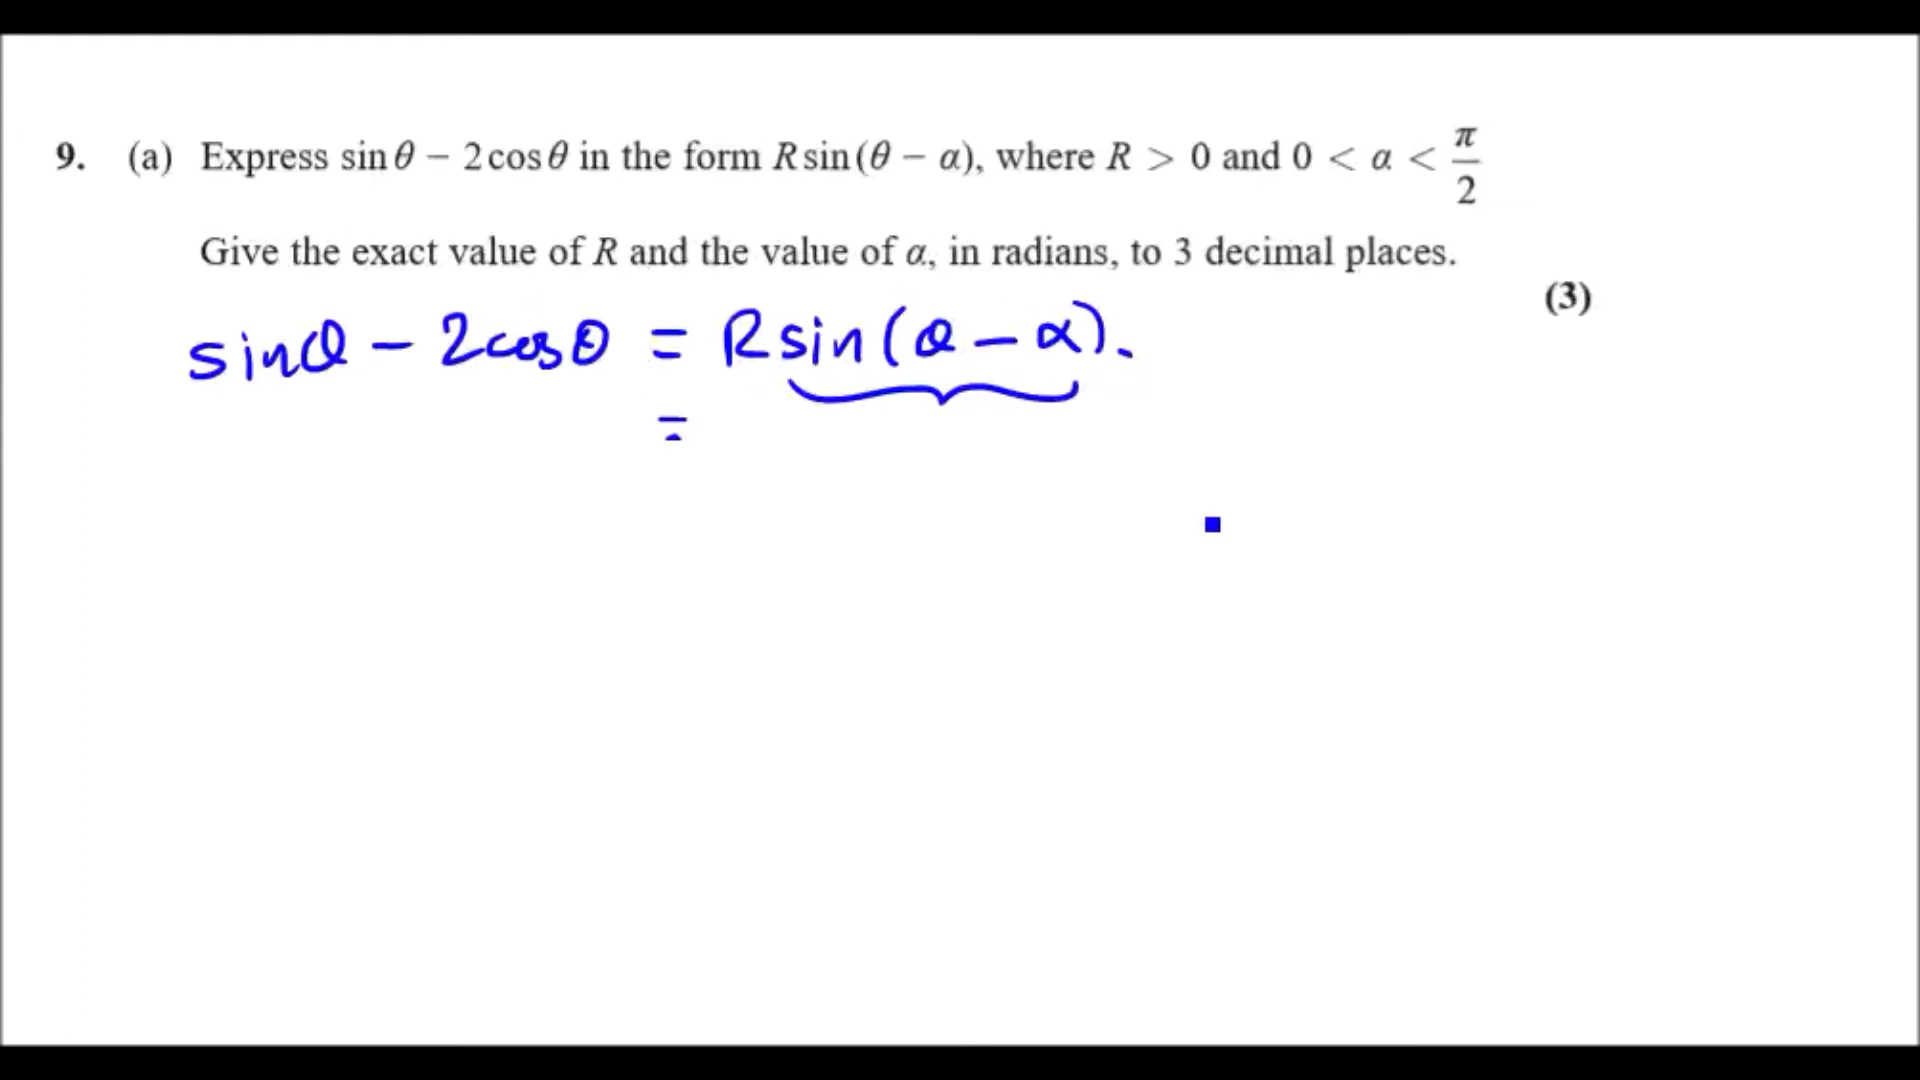 9. (a) Express sin θ − 2 cos θ in the form R sin (θ − α), where R > 0 and 0 < α < π/2
Give the exact value of R and the value of α, in radians, to 3 decimal places.
(3)
sinθ − 2cosθ = Rsin(θ − α).
=